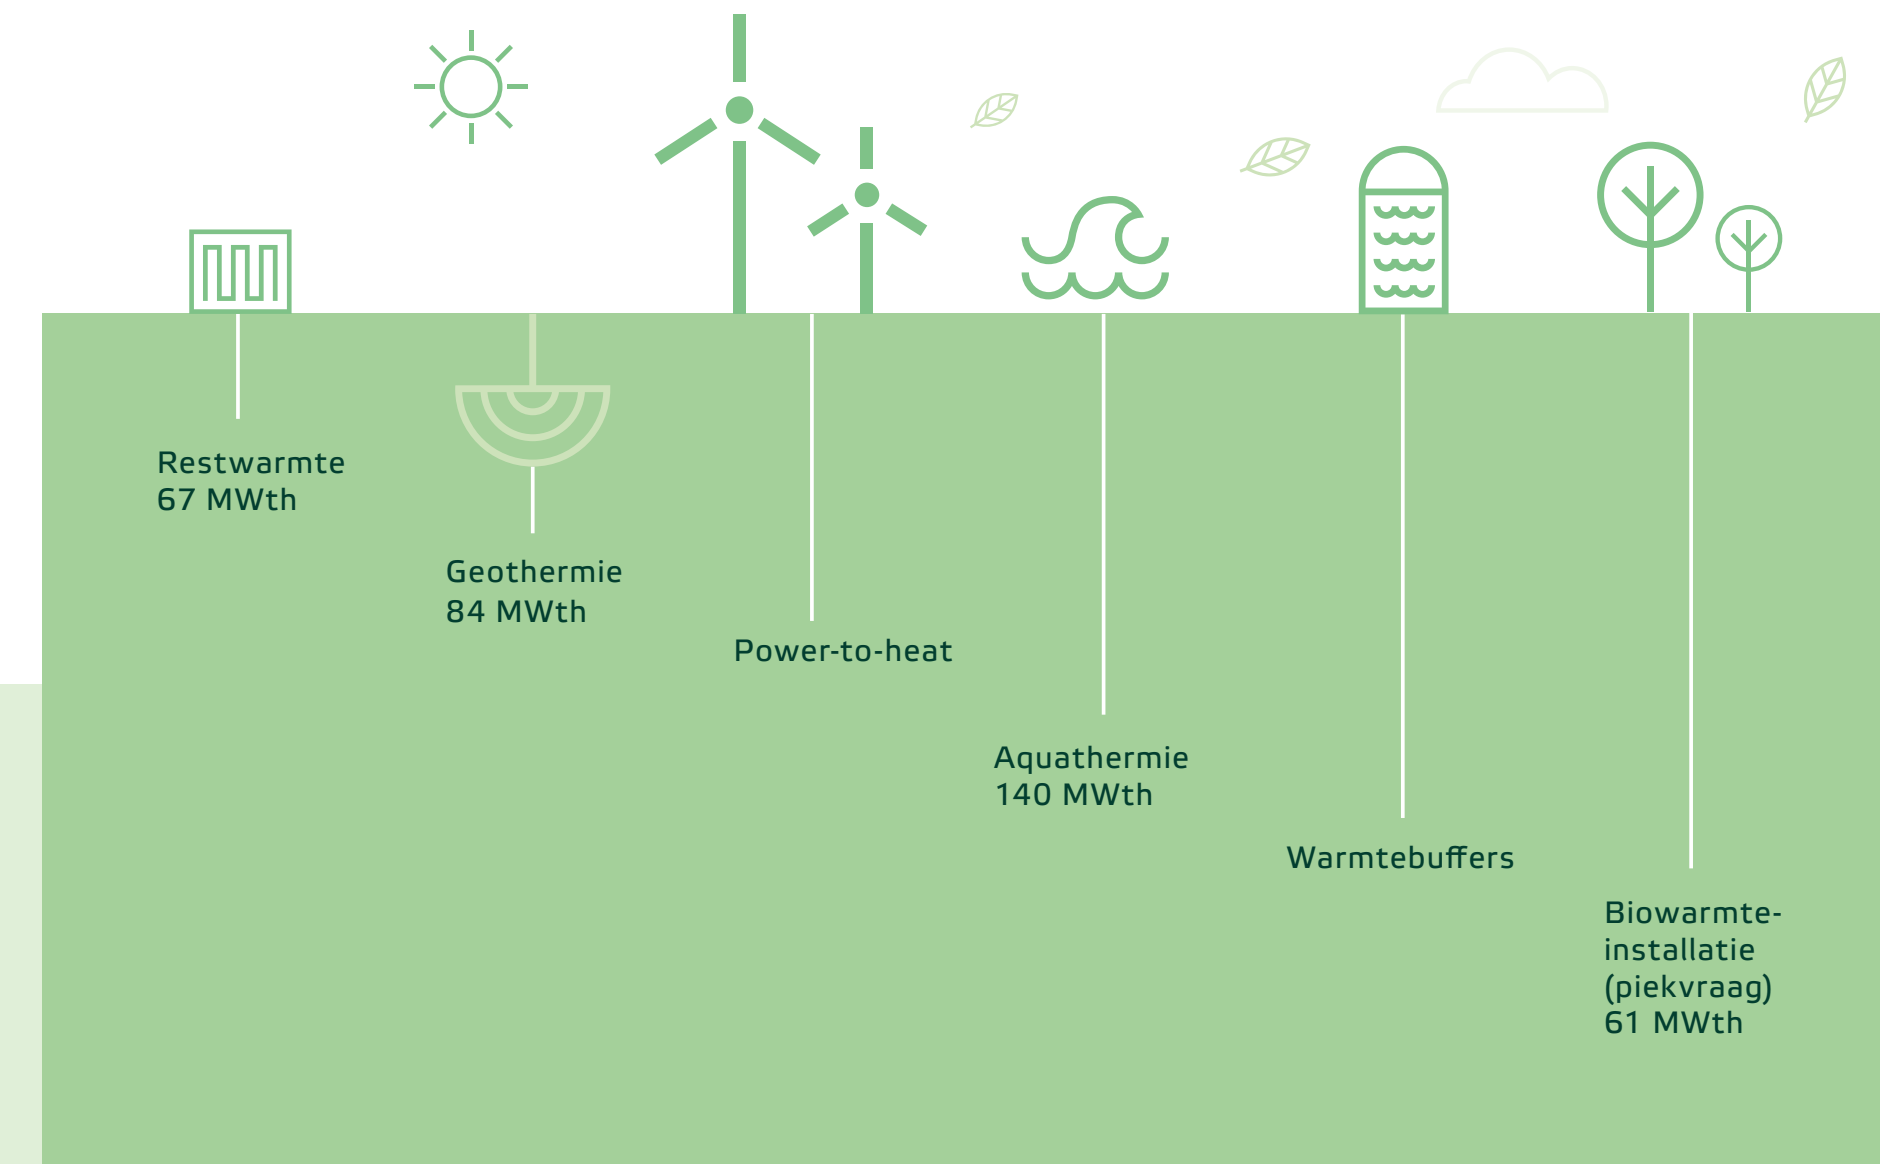 Restwarmte
67 MWth
Geothermie
84 MWth
Power-to-heat
Aquathermie
140 MWth
Warmtebuffers
Biowarmte-
installatie
(piekvraag)
61 MWth